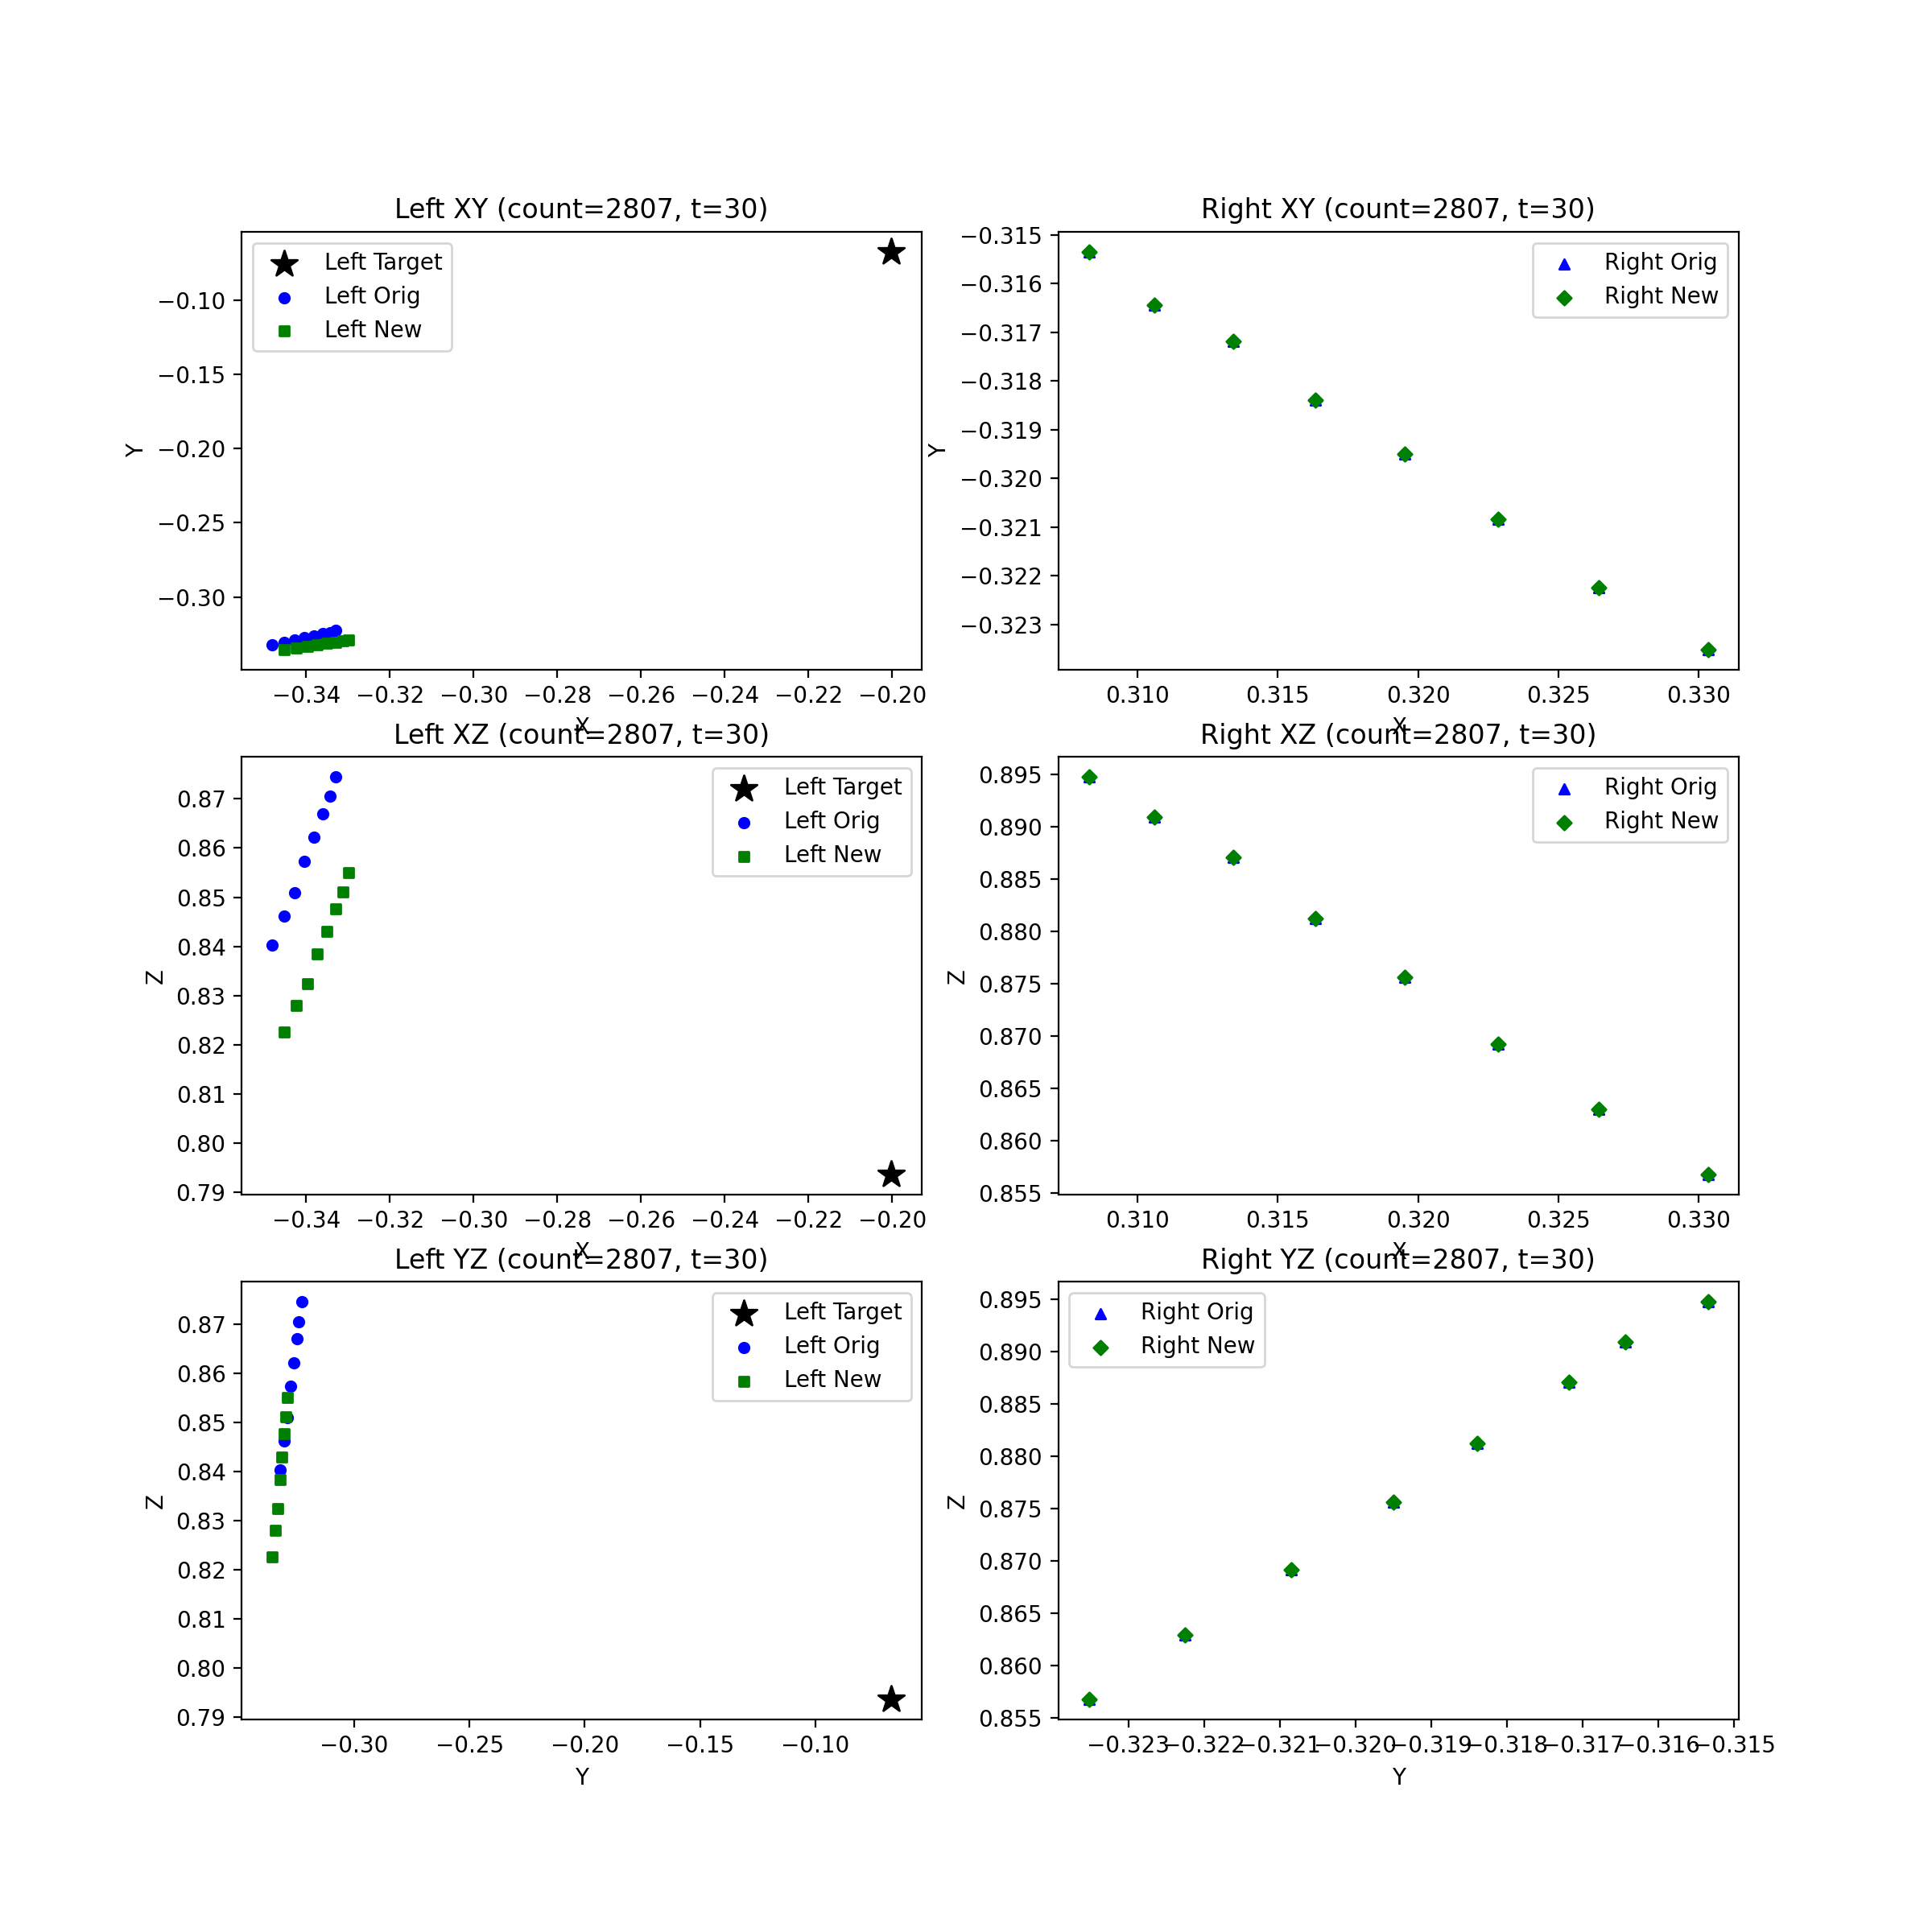 Left XY (count=2807, t=30)
Left Target
Left Orig
Left New
Y
−0.10
−0.15
−0.20
−0.25
−0.30
−0.34 −0.32 −0.30 −0.28 −0.26 −0.24 −0.22 −0.20
X
Right XY (count=2807, t=30)
Right Orig
Right New
Y
−0.315
−0.316
−0.317
−0.318
−0.319
−0.320
−0.321
−0.322
−0.323
0.310 0.315 0.320 0.325 0.330
X
Left XZ (count=2807, t=30)
Left Target
Left Orig
Left New
Z
0.87
0.86
0.85
0.84
0.83
0.82
0.81
0.80
0.79
−0.34 −0.32 −0.30 −0.28 −0.26 −0.24 −0.22 −0.20
X
Right XZ (count=2807, t=30)
Right Orig
Right New
Z
0.895
0.890
0.885
0.880
0.875
0.870
0.865
0.860
0.855
0.310 0.315 0.320 0.325 0.330
X
Left YZ (count=2807, t=30)
Left Target
Left Orig
Left New
Z
0.87
0.86
0.85
0.84
0.83
0.82
0.81
0.80
0.79
−0.30 −0.25 −0.20 −0.15 −0.10
Y
Right YZ (count=2807, t=30)
Right Orig
Right New
Z
0.895
0.890
0.885
0.880
0.875
0.870
0.865
0.860
0.855
−0.323 −0.322 −0.321 −0.320 −0.319 −0.318 −0.317 −0.316 −0.315
Y